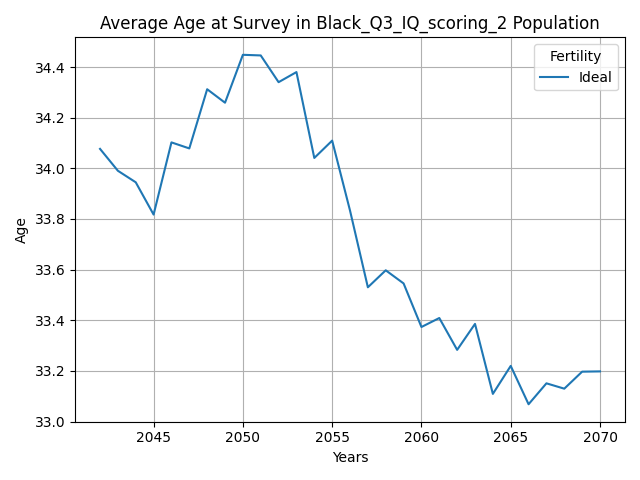 Average Age at Survey in Black_Q3_IQ_scoring_2 Population
Fertility
Ideal
Age
34.4
34.2
34.0
33.8
33.6
33.4
33.2
33.0
2045 2050 2055 2060 2065 2070
Years